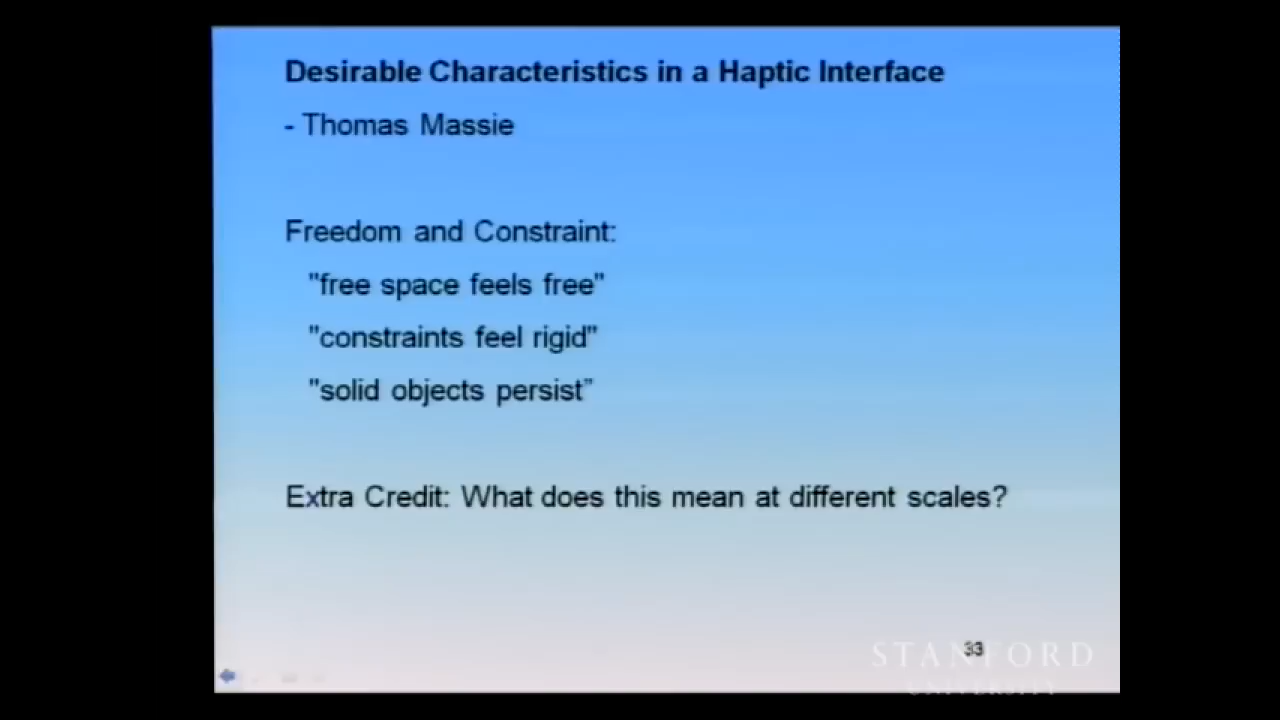 Desirable Characteristics in a Haptic Interface
- Thomas Massie
Freedom and Constraint:
"free space feels free"
"constraints feel rigid"
"solid objects persist”
Extra Credit: What does this mean at different scales?
33
STANFORD
UNIVERSITY